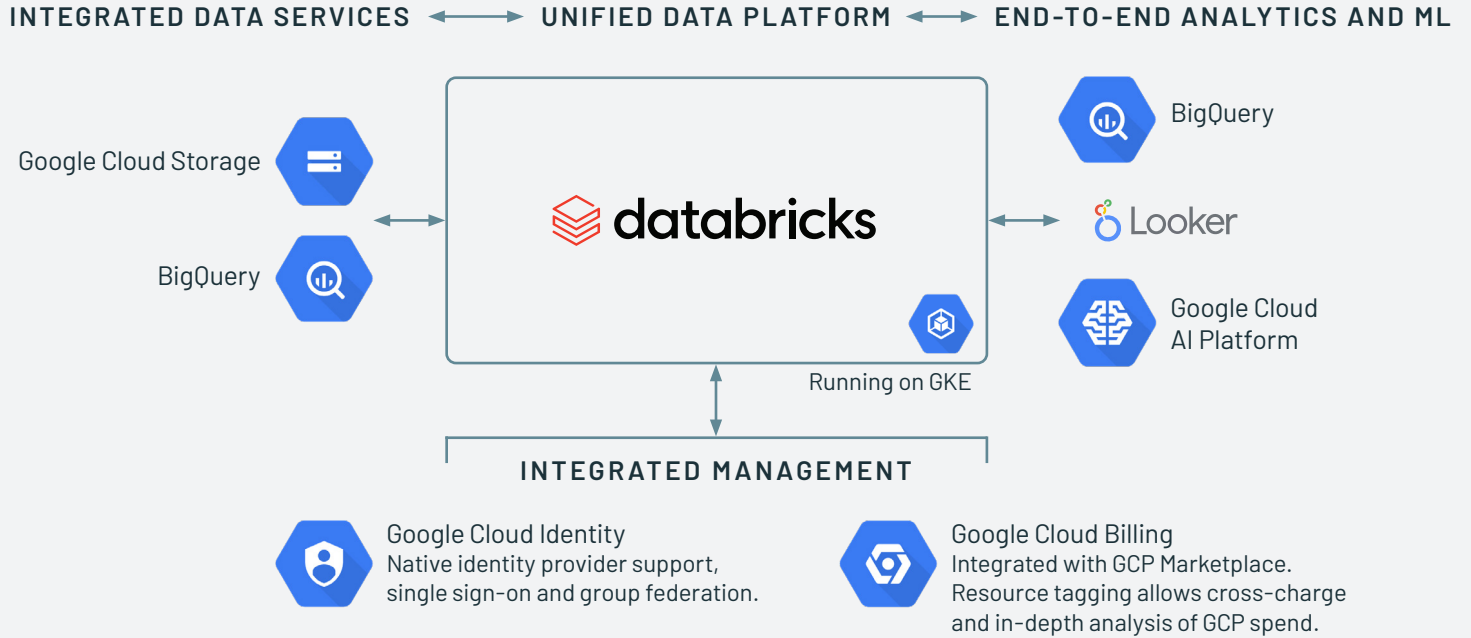 INTEGRATED DATA SERVICES
UNIFIED DATA PLATFORM
END-TO-END ANALYTICS AND ML
Google Cloud Storage
BigQuery
databricks
Running on GKE
BigQuery
Looker
Google Cloud
AI Platform
INTEGRATED MANAGEMENT
Google Cloud Identity
Native identity provider support,
single sign-on and group federation.
Google Cloud Billing
Integrated with GCP Marketplace.
Resource tagging allows cross-charge
and in-depth analysis of GCP spend.